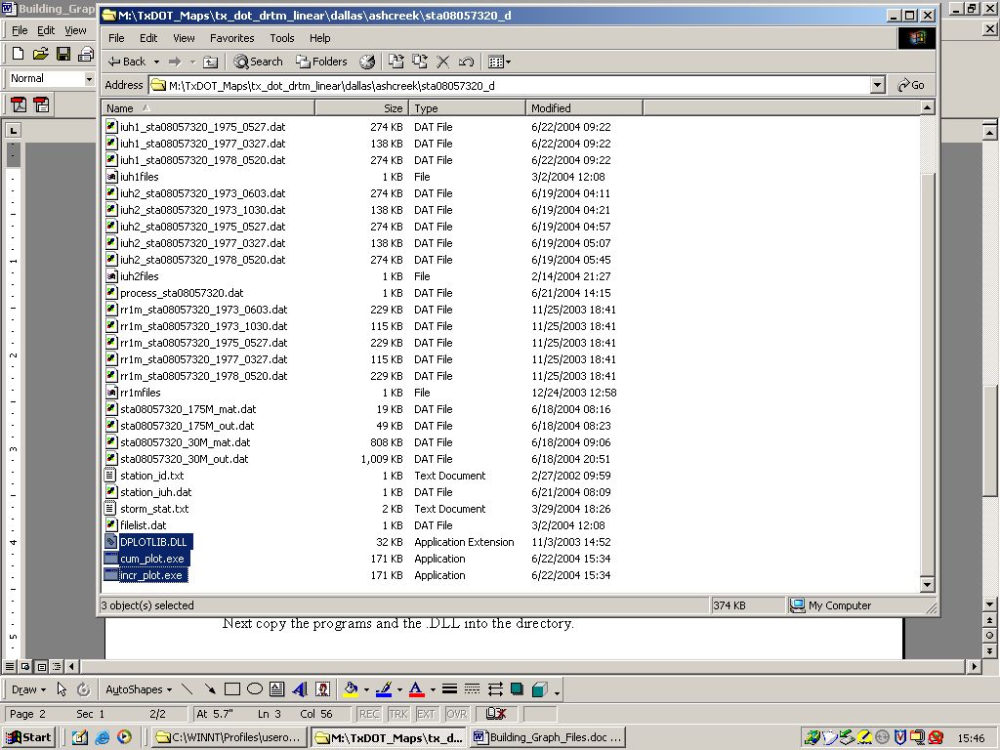 Building_Graph
M:\TxDOT_Maps\tx_dot_drtm_linear\dallas\ashcreek\sta08057320_d
File Edit View
File Edit View Favorites Tools Help
Back Search Folders
Normal
Address M:\TxDOT_Maps\tx_dot_drtm_linear\dallas\ashcreek\sta08057320_d Go
Name Size Type Modified
iuh1_sta08057320_1975_0527.dat 274 KB DAT File 6/22/2004 09:22
iuh1_sta08057320_1977_0327.dat 138 KB DAT File 6/22/2004 09:22
iuh1_sta08057320_1978_0520.dat 274 KB DAT File 6/22/2004 09:22
iuh1files 1 KB File 3/2/2004 12:08
iuh2_sta08057320_1973_0603.dat 274 KB DAT File 6/19/2004 04:11
iuh2_sta08057320_1973_1030.dat 138 KB DAT File 6/19/2004 04:21
iuh2_sta08057320_1975_0527.dat 274 KB DAT File 6/19/2004 04:57
iuh2_sta08057320_1977_0327.dat 138 KB DAT File 6/19/2004 05:07
iuh2_sta08057320_1978_0520.dat 274 KB DAT File 6/19/2004 05:45
iuh2files 1 KB File 2/14/2004 21:27
process_sta08057320.dat 1 KB DAT File 6/21/2004 14:15
rr1m_sta08057320_1973_0603.dat 229 KB DAT File 11/25/2003 18:41
rr1m_sta08057320_1973_1030.dat 115 KB DAT File 11/25/2003 18:41
rr1m_sta08057320_1975_0527.dat 229 KB DAT File 11/25/2003 18:41
rr1m_sta08057320_1977_0327.dat 115 KB DAT File 11/25/2003 18:41
rr1m_sta08057320_1978_0520.dat 229 KB DAT File 11/25/2003 18:41
rr1mfiles 1 KB File 12/24/2003 12:58
sta08057320_175M_mat.dat 19 KB DAT File 6/18/2004 08:16
sta08057320_175M_out.dat 49 KB DAT File 6/18/2004 08:23
sta08057320_30M_mat.dat 808 KB DAT File 6/18/2004 09:06
sta08057320_30M_out.dat 1,009 KB DAT File 6/18/2004 20:51
station_id.txt 1 KB Text Document 2/27/2002 09:59
station_iuh.dat 1 KB DAT File 6/21/2004 08:09
storm_stat.txt 2 KB Text Document 3/29/2004 18:26
filelist.dat 1 KB DAT File 3/2/2004 12:08
DPLOTLIB.DLL 32 KB Application Extension 11/3/2003 14:52
cum_plot.exe 171 KB Application 6/22/2004 15:34
incr_plot.exe 171 KB Application 6/22/2004 15:34
3 object(s) selected 374 KB My Computer
Next copy the programs and the .DLL into the directory.
Draw AutoShapes
Page 2 Sec 1 2/2 At 5.7" Ln 3 Col 56 REC TRK EXT OVR
Start C:\WINNT\Profiles\usero... M:\TxDOT_Maps\tx_d... Building_Graph_Files.doc ... 15:46